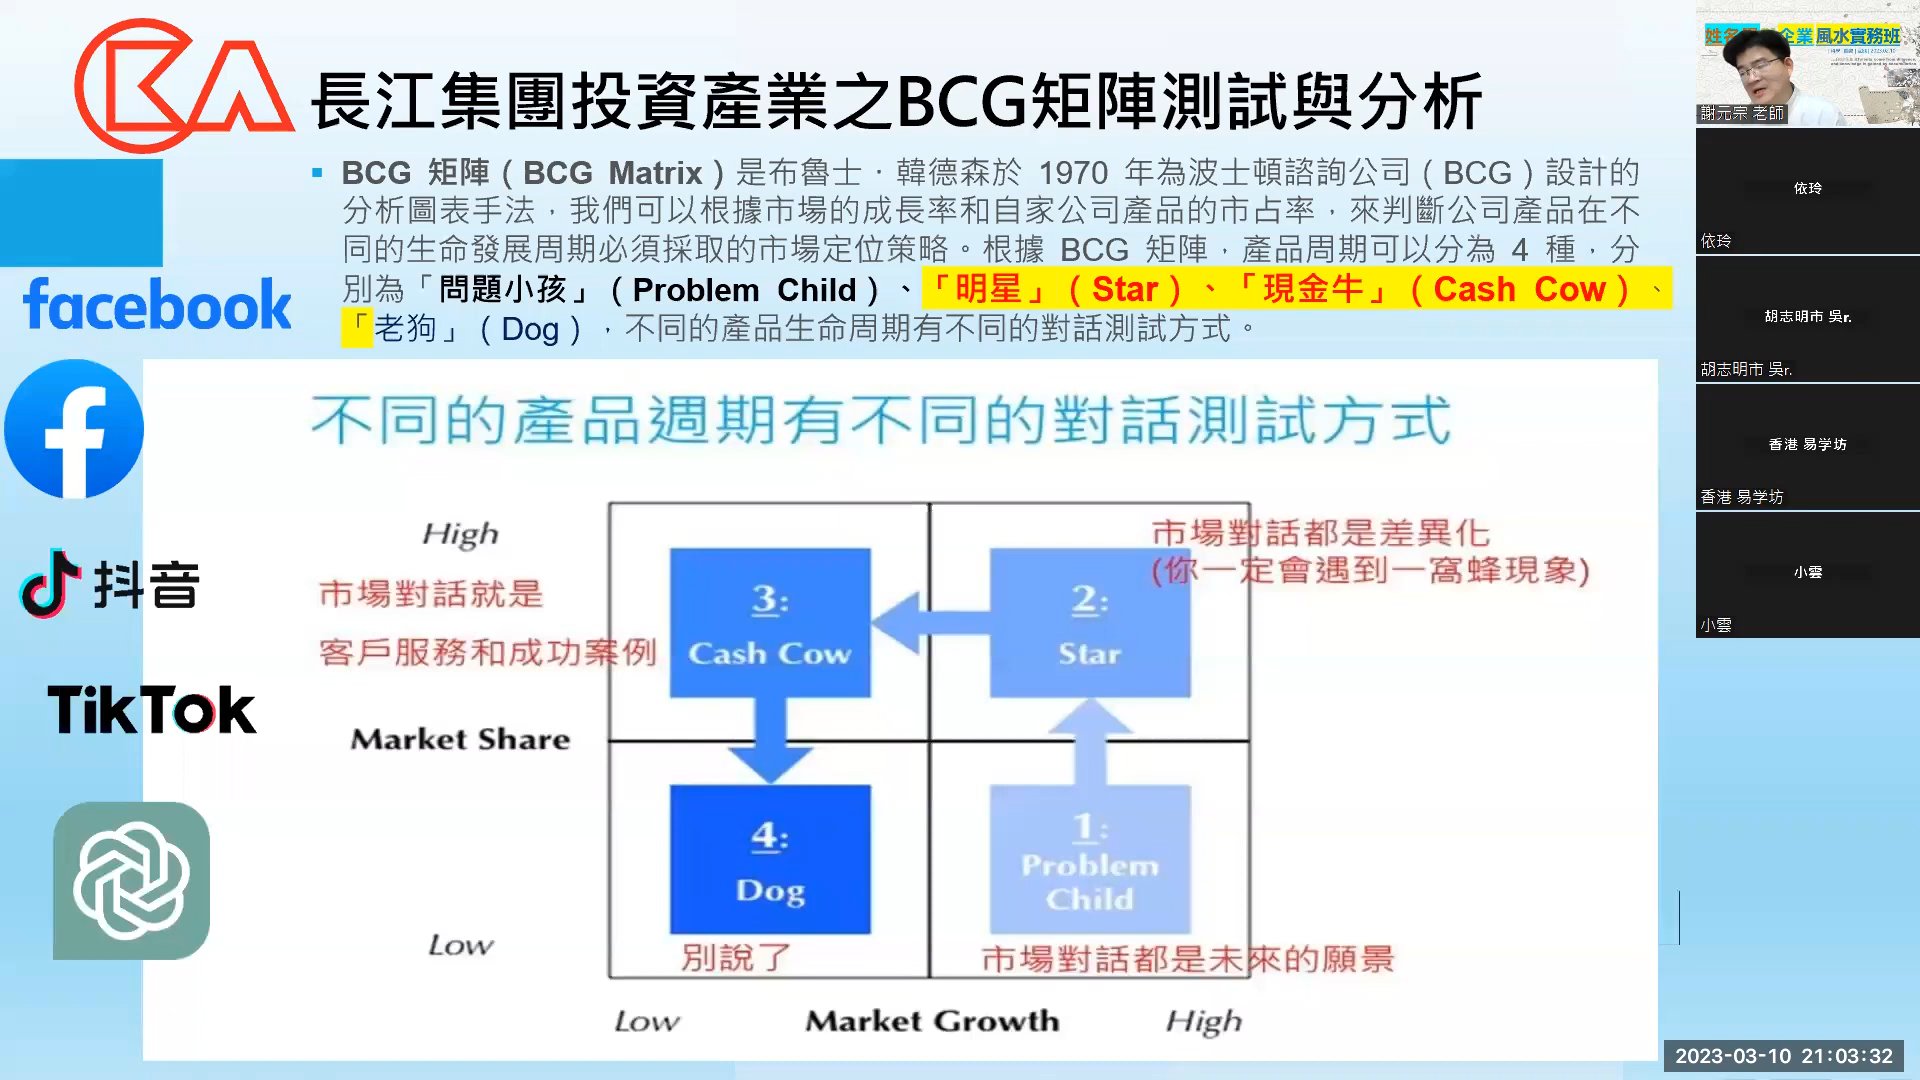 長江集團投資產業之BCG矩陣測試與分析
BCG 矩陣（BCG Matrix）是布魯士．韓德森於 1970 年為波士頓諮詢公司（BCG）設計的
分析圖表手法，我們可以根據市場的成長率和自家公司產品的市占率，來判斷公司產品在不
同的生命發展周期必須採取的市場定位策略。根據 BCG 矩陣，產品周期可以分為 4 種，分
別為「問題小孩」（Problem Child）、「明星」（Star）、「現金牛」（Cash Cow）、
「老狗」（Dog），不同的產品生命周期有不同的對話測試方式。
facebook
抖音
TikTok
不同的產品週期有不同的對話測試方式
High
市場對話就是
客戶服務和成功案例
Market Share
Low
3:
Cash Cow
2:
Star
市場對話都是差異化
(你一定會遇到一窩蜂現象)
4:
Dog
別說了
1:
Problem
Child
市場對話都是未來的願景
Low
Market Growth
High
企業風水實務班
謝元宗 老師
依玲
依玲
胡志明市 吳r.
胡志明市 吳r.
香港 易学坊
香港 易学坊
小雲
小雲
2023-03-10 21:03:32